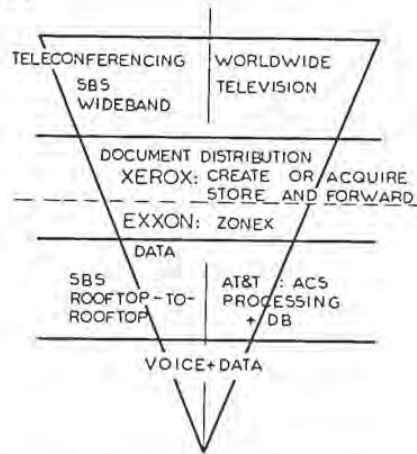 TELECONFERENCING
SBS
WIDEBAND
WORLDWIDE
TELEVISION
DOCUMENT DISTRIBUTION
XEROX: CREATE OR ACQUIRE
STORE AND FORWARD
EXXON: ZONEX
DATA
SBS
ROOFTOP-TO-
ROOFTOP
AT&T : ACS
PROCESSING
+ DB
VOICE+DATA